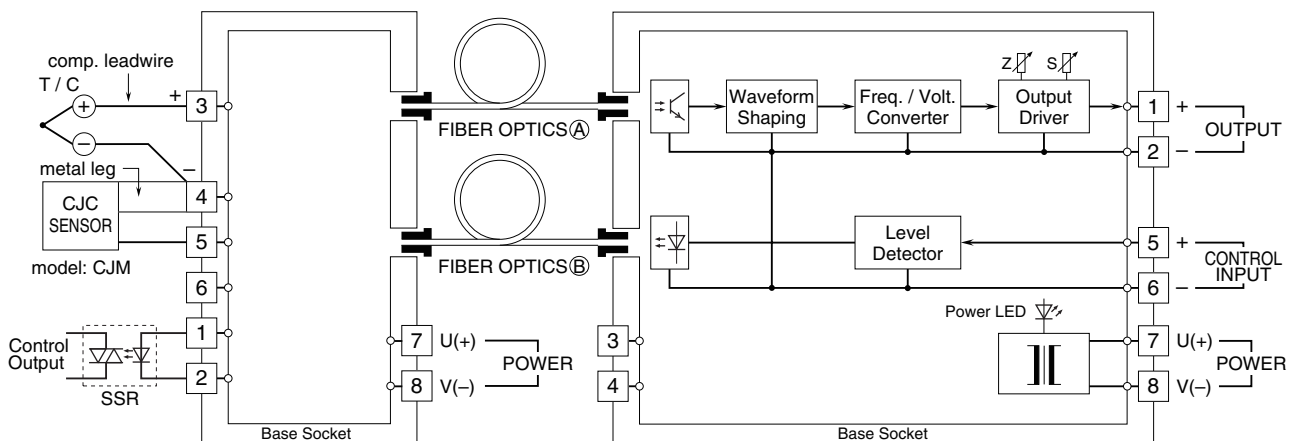 comp. leadwire
T / C
+
+
−
−
metal leg
CJC
SENSOR
model: CJM
3
4
5
6
1
2
Control
Output
SSR
Base Socket
FIBER OPTICS Ⓐ
FIBER OPTICS Ⓑ
7 U(+)
8 V(−)
POWER
Z S
Waveform
Shaping
Freq. / Volt.
Converter
Output
Driver
1 +
2 −
OUTPUT
Level
Detector
5 +
6 −
CONTROL
INPUT
Power LED
3
4
7 U(+)
8 V(−)
POWER
Base Socket